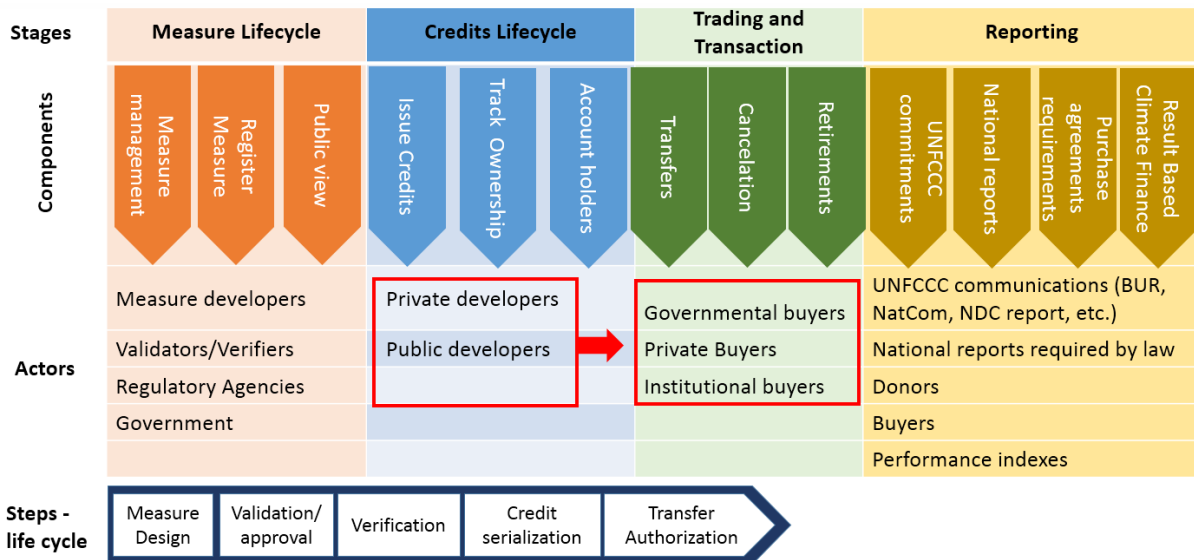 Stages
Measure Lifecycle
Credits Lifecycle
Trading and
Transaction
Reporting
Components
Measure
management
Register
Measure
Public view
Issue Credits
Track Ownership
Account holders
Transfers
Cancelation
Retirements
UNFCCC
commitments
National reports
Purchase
agreements
requirements
Result Based
Climate Finance
Actors
Measure developers
Private developers
Governmental buyers
UNFCCC communications (BUR,
NatCom, NDC report, etc.)
Validators/Verifiers
Public developers
Private Buyers
National reports required by law
Regulatory Agencies
Institutional buyers
Donors
Government
Buyers
Performance indexes
Steps -
life cycle
Measure
Design
Validation/
approval
Verification
Credit
serialization
Transfer
Authorization